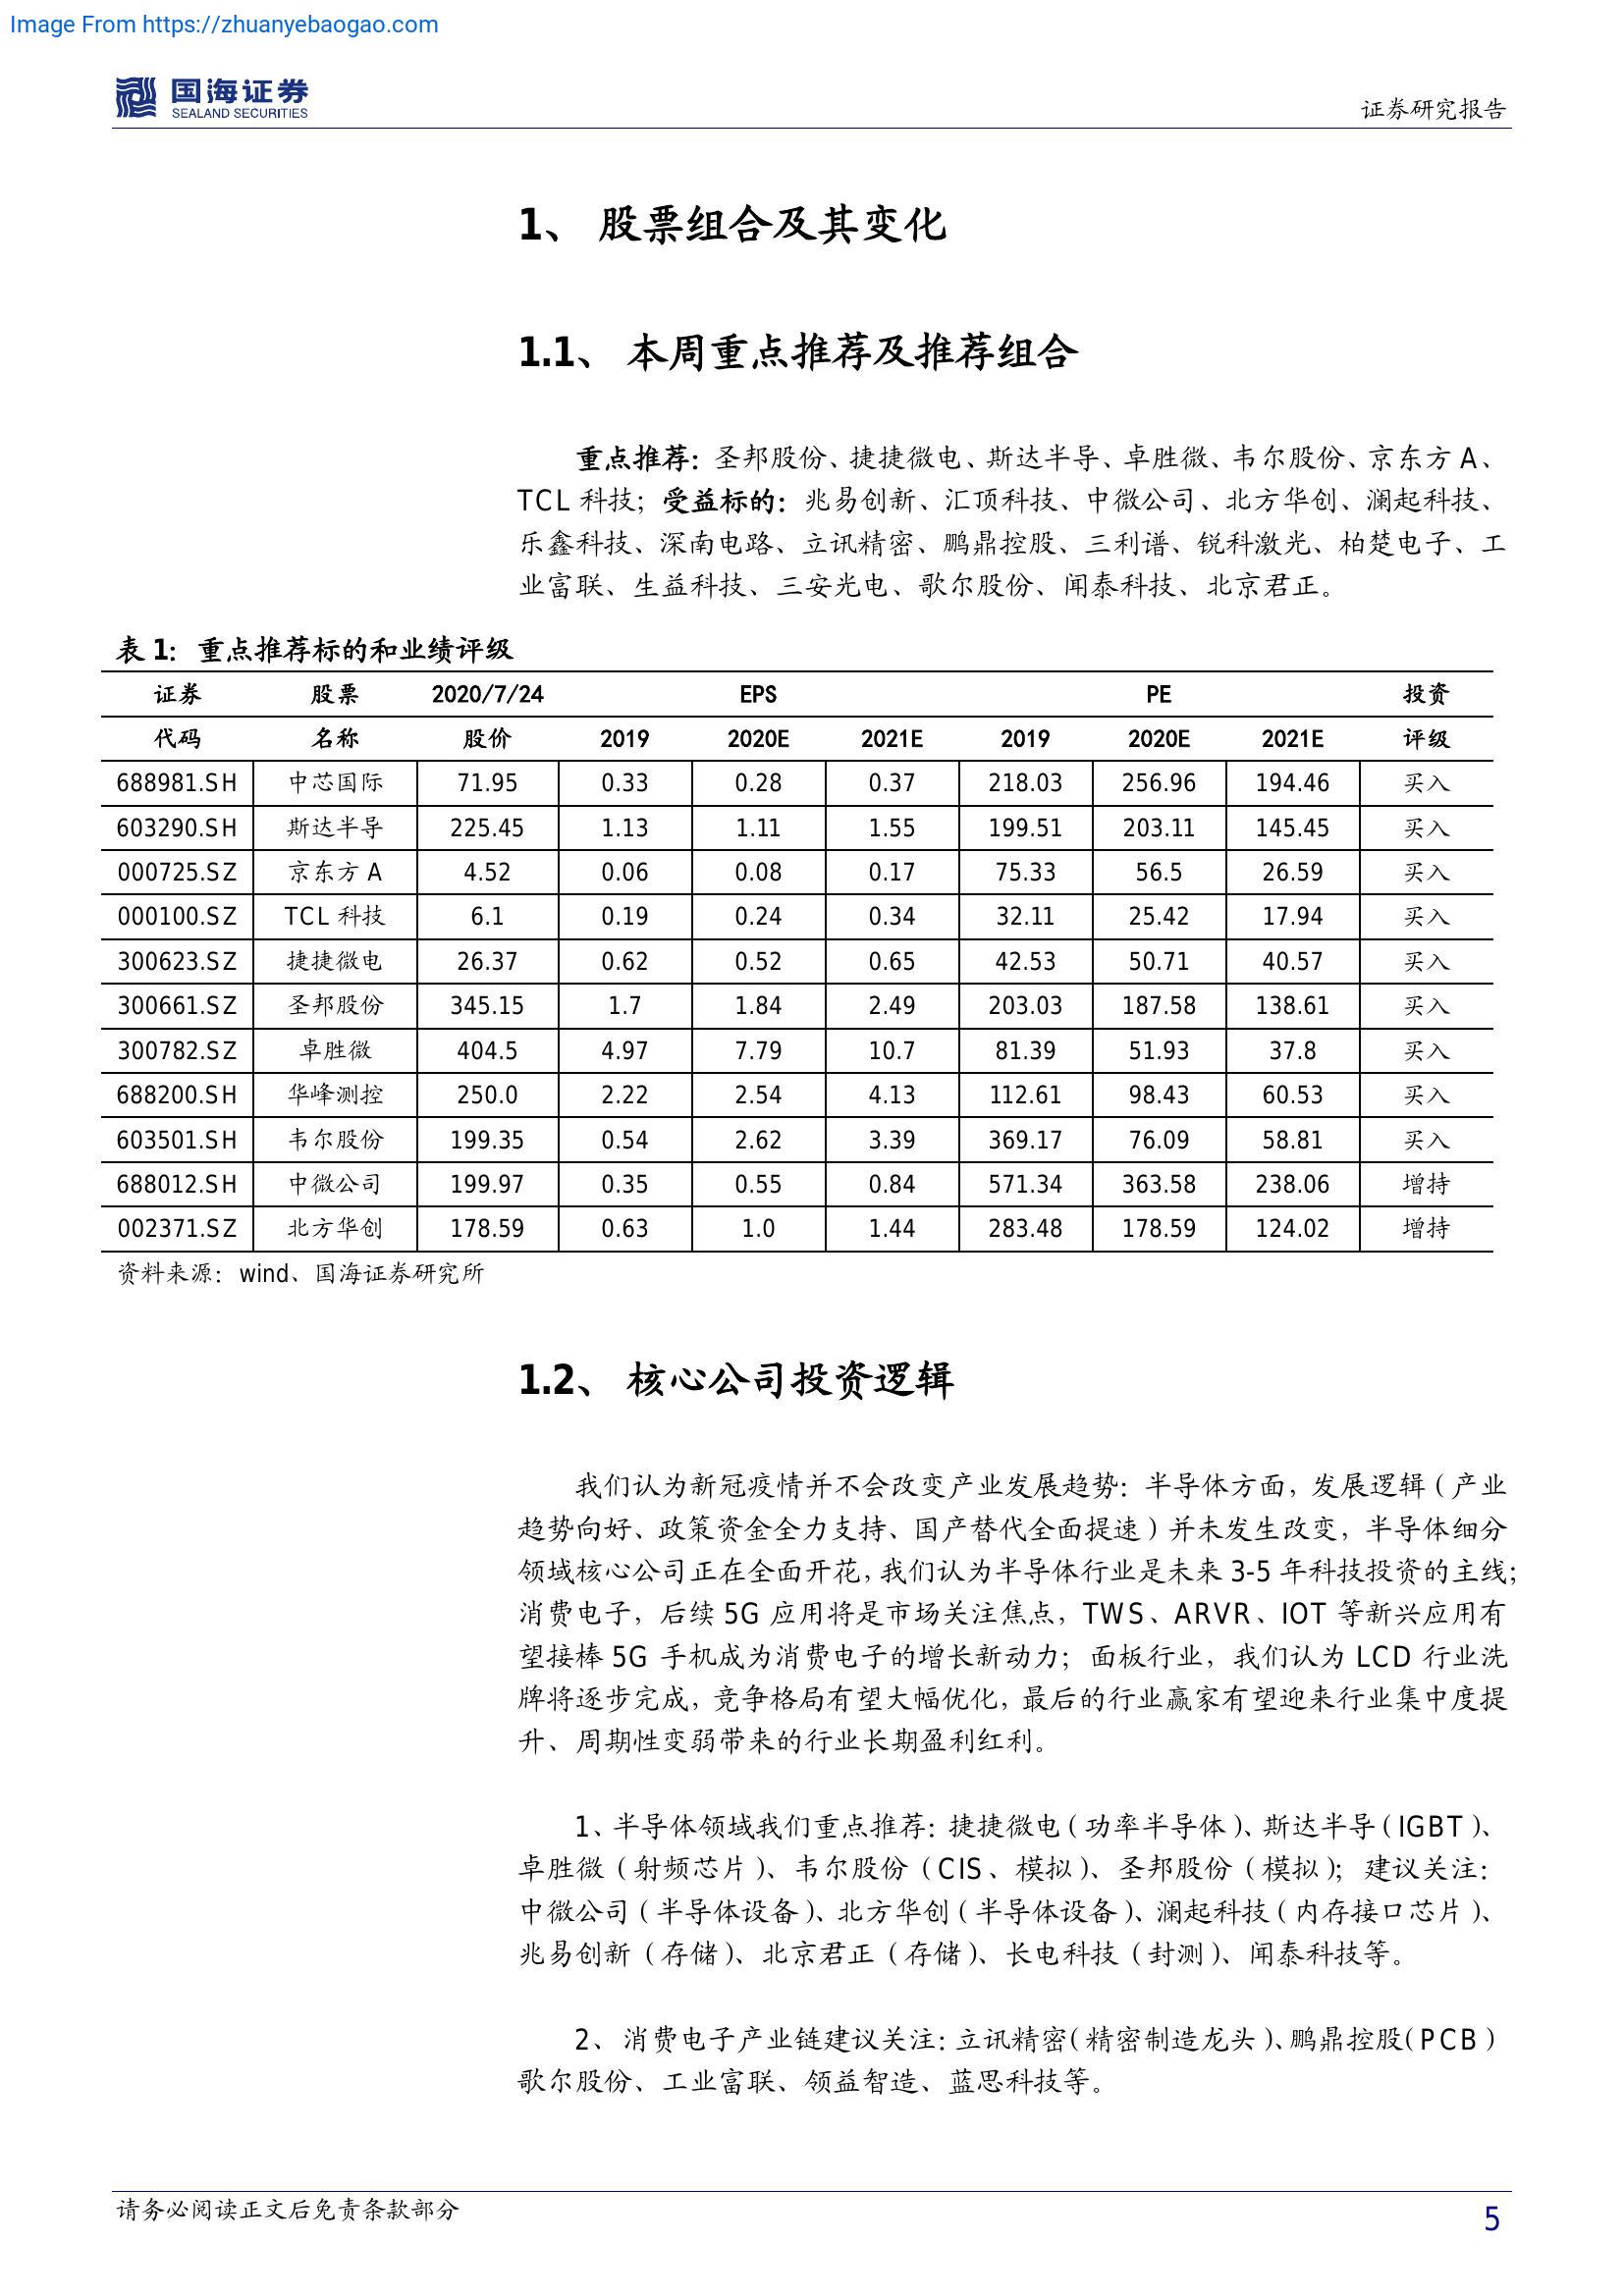 Image From https://zhuanyebaogao.com
国海证券
SEALAND SECURITIES
证券研究报告
1、 股票组合及其变化
1.1、 本周重点推荐及推荐组合
重点推荐：圣邦股份、捷捷微电、斯达半导、卓胜微、韦尔股份、京东方 A、
TCL 科技；受益标的：兆易创新、汇顶科技、中微公司、北方华创、澜起科技、
乐鑫科技、深南电路、立讯精密、鹏鼎控股、三利谱、锐科激光、柏楚电子、工
业富联、生益科技、三安光电、歌尔股份、闻泰科技、北京君正。
表 1：重点推荐标的和业绩评级
证券 股票 2020/7/24 EPS PE 投资
代码 名称 股价 2019 2020E 2021E 2019 2020E 2021E 评级
688981.SH 中芯国际 71.95 0.33 0.28 0.37 218.03 256.96 194.46 买入
603290.SH 斯达半导 225.45 1.13 1.11 1.55 199.51 203.11 145.45 买入
000725.SZ 京东方 A 4.52 0.06 0.08 0.17 75.33 56.5 26.59 买入
000100.SZ TCL 科技 6.1 0.19 0.24 0.34 32.11 25.42 17.94 买入
300623.SZ 捷捷微电 26.37 0.62 0.52 0.65 42.53 50.71 40.57 买入
300661.SZ 圣邦股份 345.15 1.7 1.84 2.49 203.03 187.58 138.61 买入
300782.SZ 卓胜微 404.5 4.97 7.79 10.7 81.39 51.93 37.8 买入
688200.SH 华峰测控 250.0 2.22 2.54 4.13 112.61 98.43 60.53 买入
603501.SH 韦尔股份 199.35 0.54 2.62 3.39 369.17 76.09 58.81 买入
688012.SH 中微公司 199.97 0.35 0.55 0.84 571.34 363.58 238.06 增持
002371.SZ 北方华创 178.59 0.63 1.0 1.44 283.48 178.59 124.02 增持
资料来源：wind、国海证券研究所
1.2、 核心公司投资逻辑
我们认为新冠疫情并不会改变产业发展趋势：半导体方面，发展逻辑（产业
趋势向好、政策资金全力支持、国产替代全面提速）并未发生改变，半导体细分
领域核心公司正在全面开花，我们认为半导体行业是未来 3-5 年科技投资的主线；
消费电子，后续 5G 应用将是市场关注焦点，TWS、ARVR、IOT 等新兴应用有
望接棒 5G 手机成为消费电子的增长新动力；面板行业，我们认为 LCD 行业洗
牌将逐步完成，竞争格局有望大幅优化，最后的行业赢家有望迎来行业集中度提
升、周期性变弱带来的行业长期盈利红利。
1、半导体领域我们重点推荐：捷捷微电（功率半导体）、斯达半导（IGBT）、
卓胜微（射频芯片）、韦尔股份（CIS、模拟）、圣邦股份（模拟）；建议关注：
中微公司（半导体设备）、北方华创（半导体设备）、澜起科技（内存接口芯片）、
兆易创新（存储）、北京君正（存储）、长电科技（封测）、闻泰科技等。
2、 消费电子产业链建议关注：立讯精密（精密制造龙头）、鹏鼎控股（PCB）
歌尔股份、工业富联、领益智造、蓝思科技等。
请务必阅读正文后免责条款部分
5